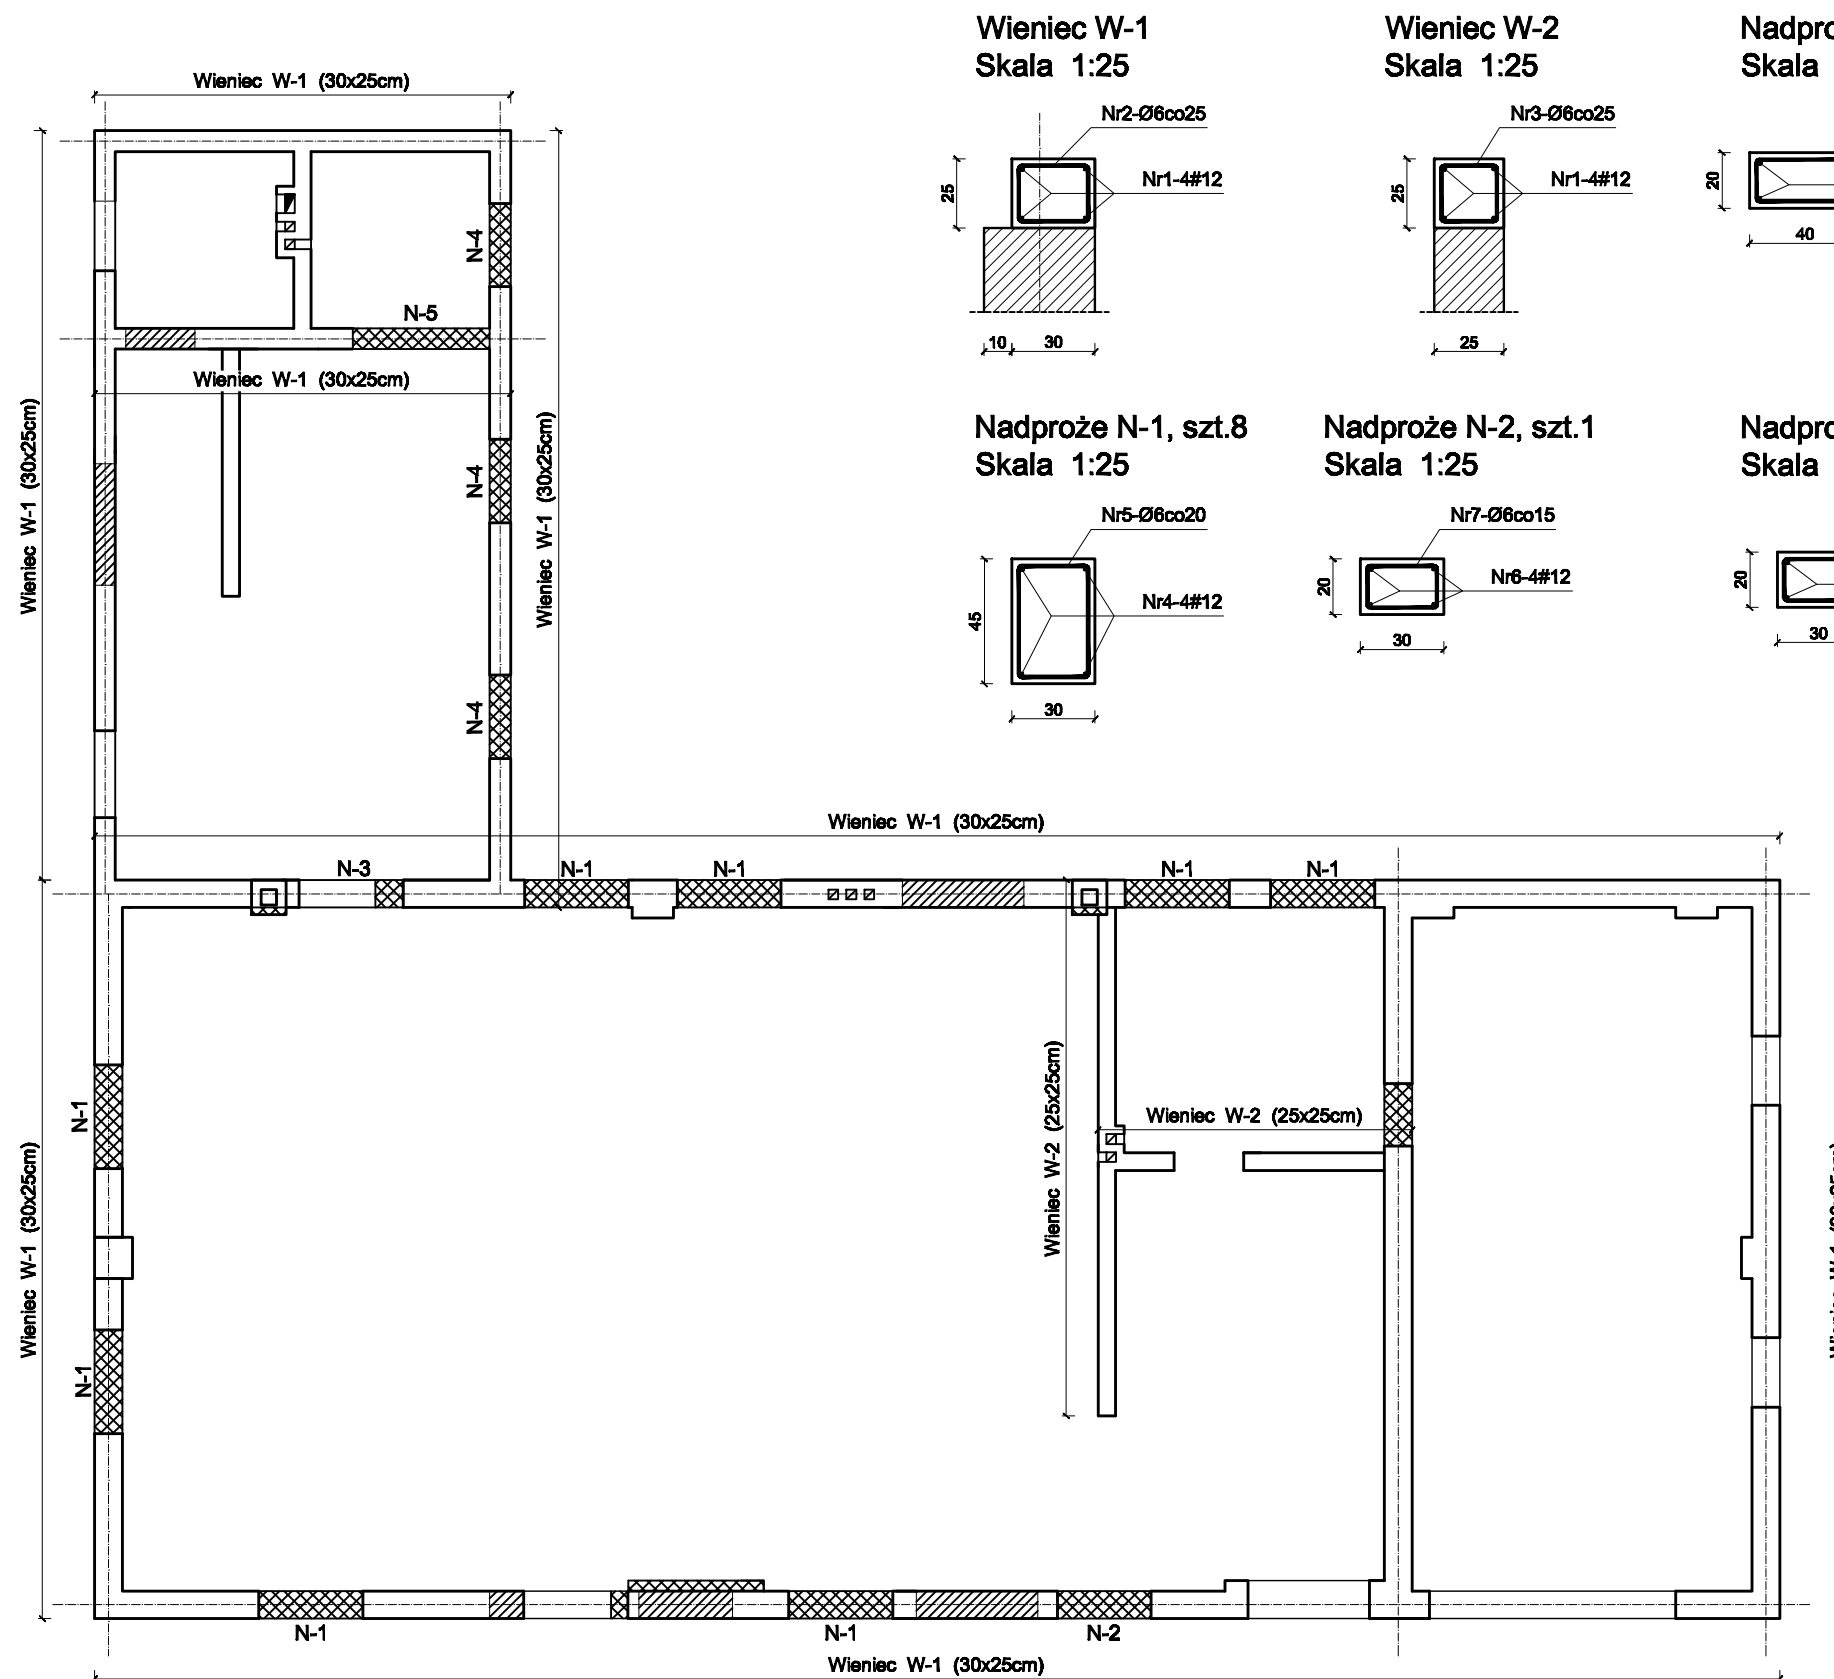 Wieniec W-1
Skala 1:25
Wieniec W-2
Skala 1:25
Nadpro
Skala
Nr2-Ø6co25
Nr1-4#12
25
10 30
Nr3-Ø6co25
Nr1-4#12
25
25
20
40
Nadproże N-1, szt.8
Skala 1:25
Nadproże N-2, szt.1
Skala 1:25
Nadpro
Skala
Nr5-Ø6co20
Nr4-4#12
45
30
Nr7-Ø6co15
Nr6-4#12
20
30
20
30
Wieniec W-1 (30x25cm)
N-4
N-5
Wieniec W-1 (30x25cm)
Wieniec W-1 (30x25cm)
Wieniec W-1 (30x25cm)
N-4
N-4
Wieniec W-1 (30x25cm)
N-3
N-1
N-1
N-1
N-1
N-1
Wieniec W-2 (25x25cm)
Wieniec W-2 (25x25cm)
Wieniec W-1 (30x25cm)
N-1
N-1
N-1
N-2
Wieniec W-1 (30x25cm)